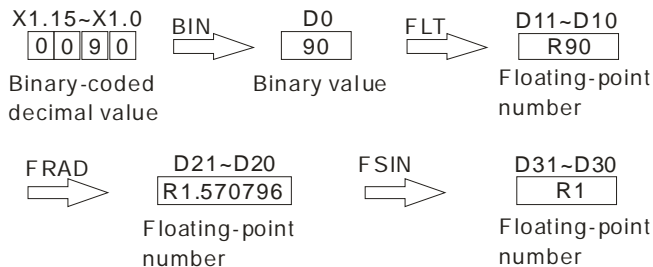 X1.15~X1.0 BIN D0 FLT D11~D10
0 0 9 0 90 R90
Binary-coded Binary value Floating-point
decimal value number
FRAD D21~D20 FSIN D31~D30
R1.570796 R1
Floating-point Floating-point
number number